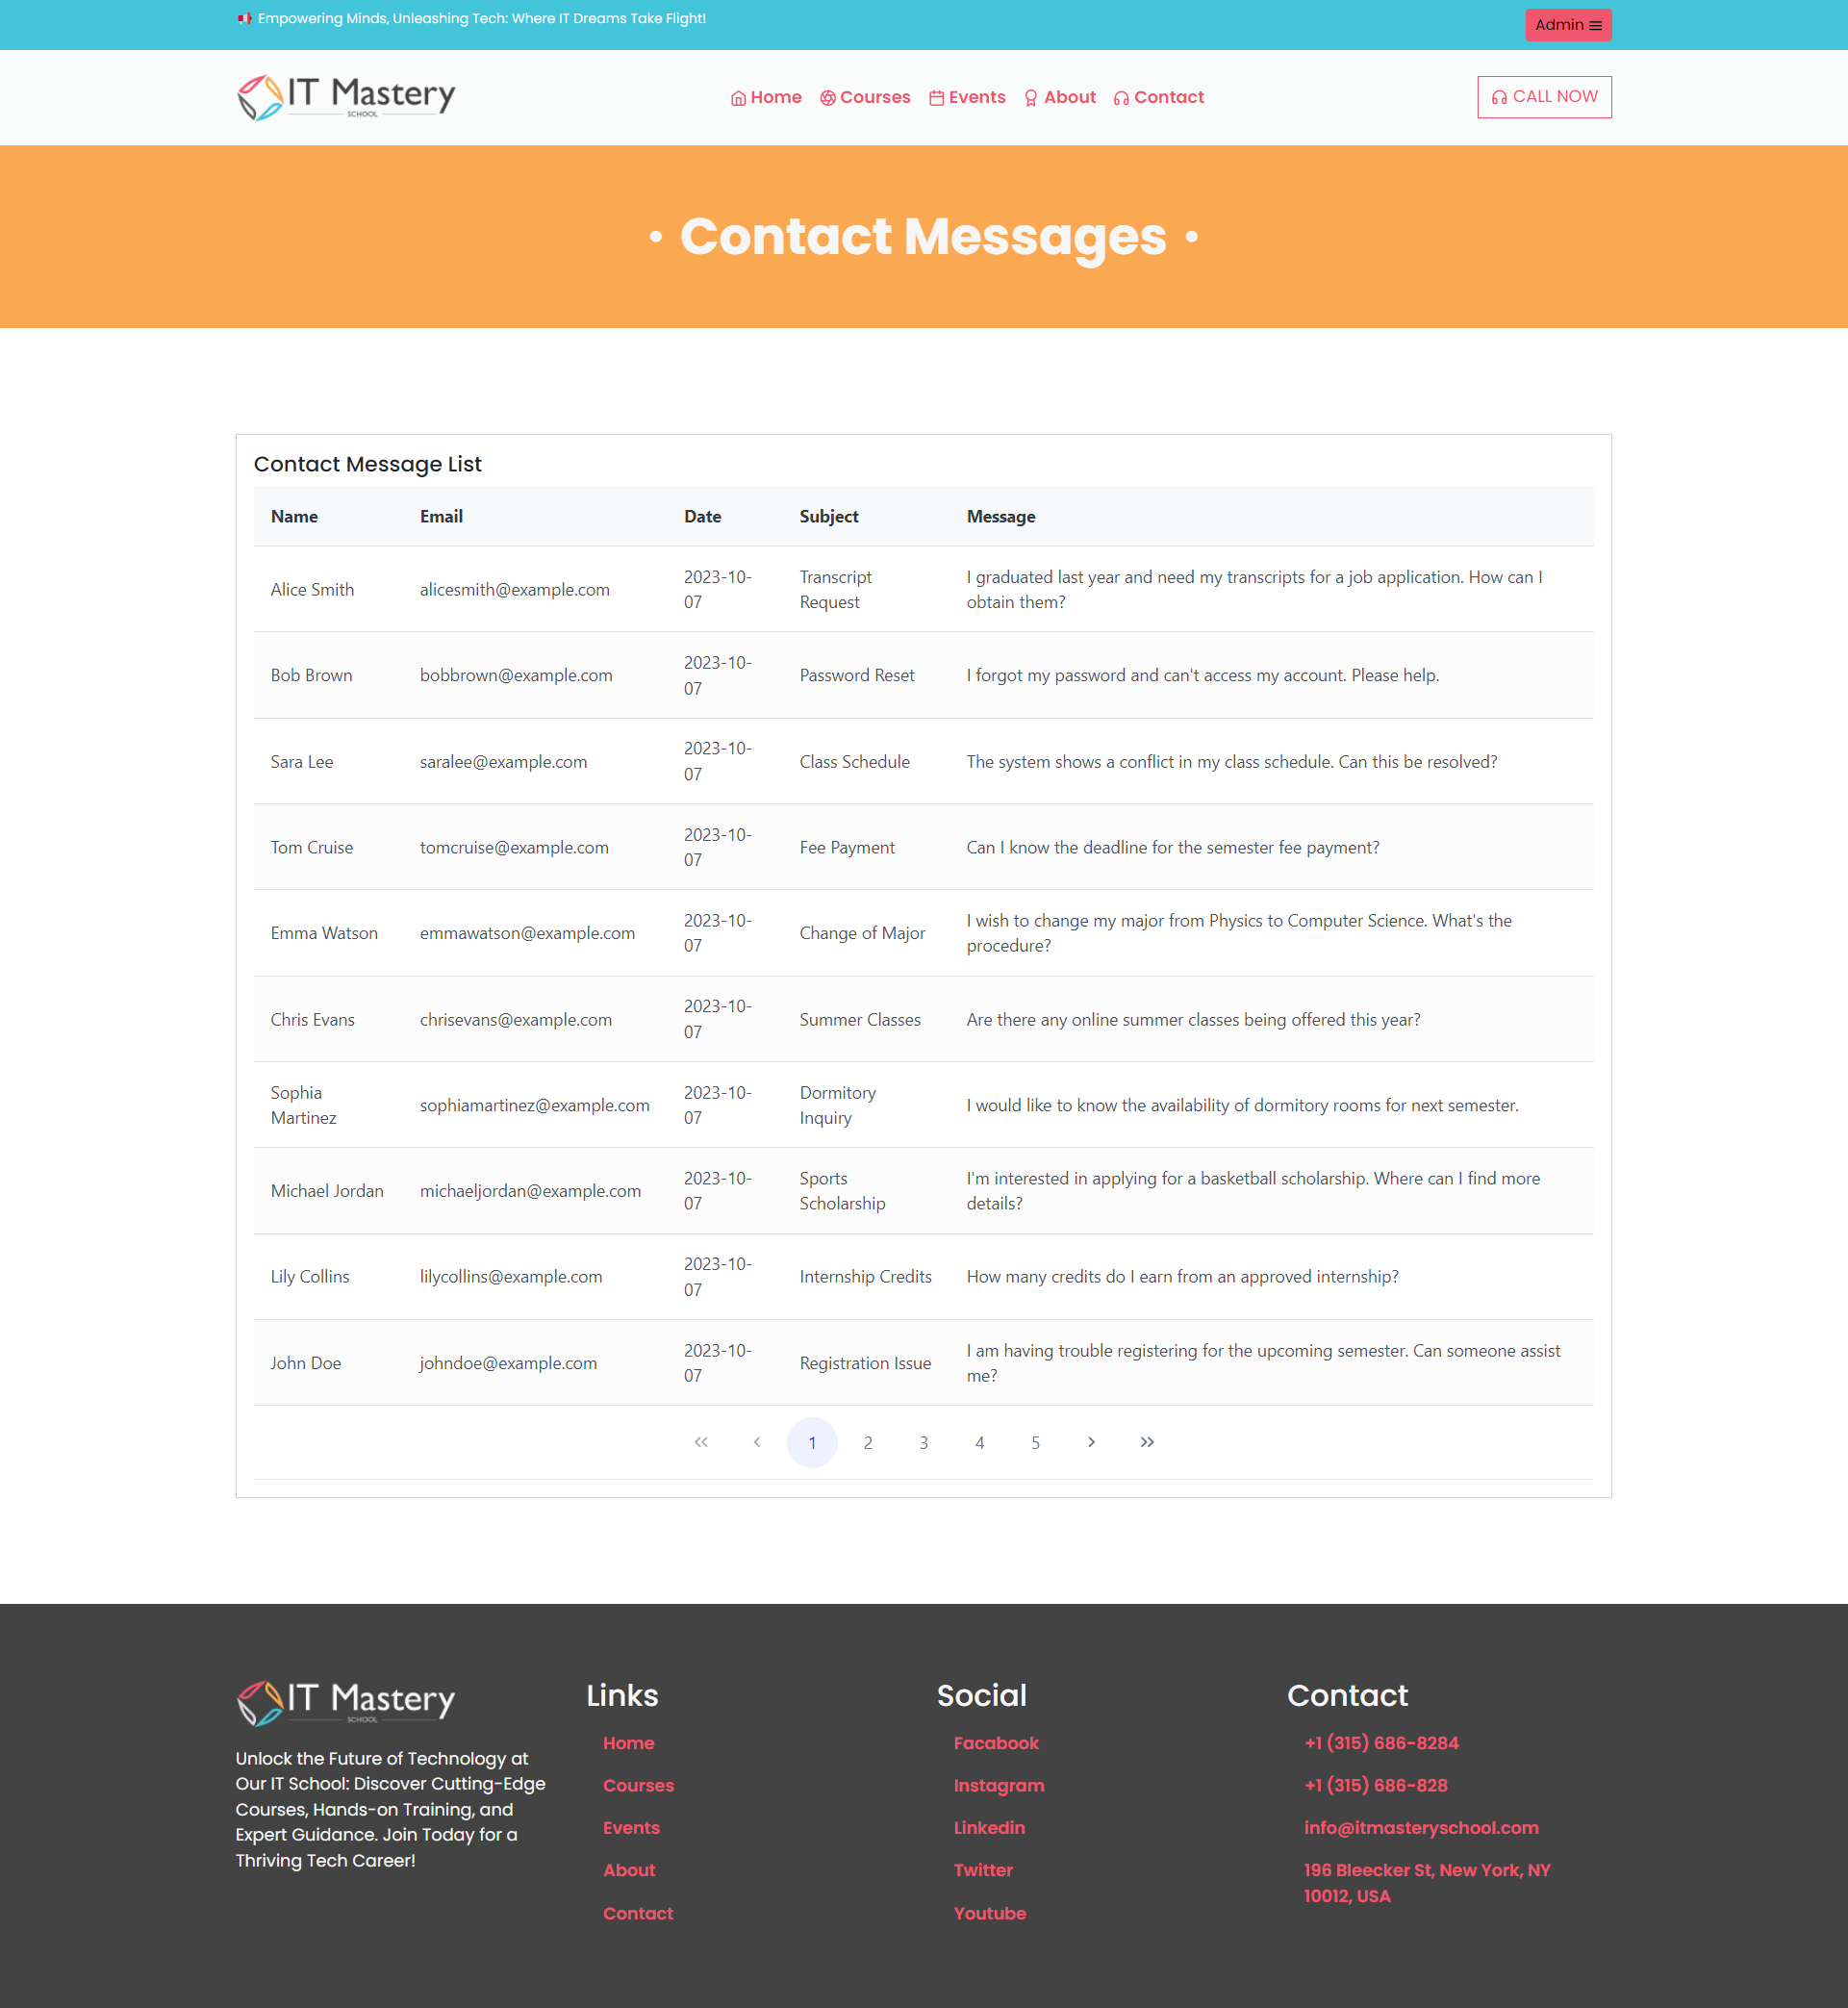 Empowering Minds, Unleashing Tech: Where IT Dreams Take Flight!
Admin
IT Mastery
SCHOOL
Home Courses Events About Contact
CALL NOW
• Contact Messages •
Contact Message List
Name Email Date Subject Message
Alice Smith alicesmith@example.com 2023-10-07 Transcript Request I graduated last year and need my transcripts for a job application. How can I obtain them?
Bob Brown bobbrown@example.com 2023-10-07 Password Reset I forgot my password and can't access my account. Please help.
Sara Lee saralee@example.com 2023-10-07 Class Schedule The system shows a conflict in my class schedule. Can this be resolved?
Tom Cruise tomcruise@example.com 2023-10-07 Fee Payment Can I know the deadline for the semester fee payment?
Emma Watson emmawatson@example.com 2023-10-07 Change of Major I wish to change my major from Physics to Computer Science. What's the procedure?
Chris Evans chrisevans@example.com 2023-10-07 Summer Classes Are there any online summer classes being offered this year?
Sophia Martinez sophiamartinez@example.com 2023-10-07 Dormitory Inquiry I would like to know the availability of dormitory rooms for next semester.
Michael Jordan michaeljordan@example.com 2023-10-07 Sports Scholarship I'm interested in applying for a basketball scholarship. Where can I find more details?
Lily Collins lilycollins@example.com 2023-10-07 Internship Credits How many credits do I earn from an approved internship?
John Doe johndoe@example.com 2023-10-07 Registration Issue I am having trouble registering for the upcoming semester. Can someone assist me?
1 2 3 4 5
IT Mastery
SCHOOL
Unlock the Future of Technology at
Our IT School: Discover Cutting-Edge
Courses, Hands-on Training, and
Expert Guidance. Join Today for a
Thriving Tech Career!
Links
Home
Courses
Events
About
Contact
Social
Facabook
Instagram
Linkedin
Twitter
Youtube
Contact
+1 (315) 686-8284
+1 (315) 686-828
info@itmasteryschool.com
196 Bleecker St, New York, NY
10012, USA